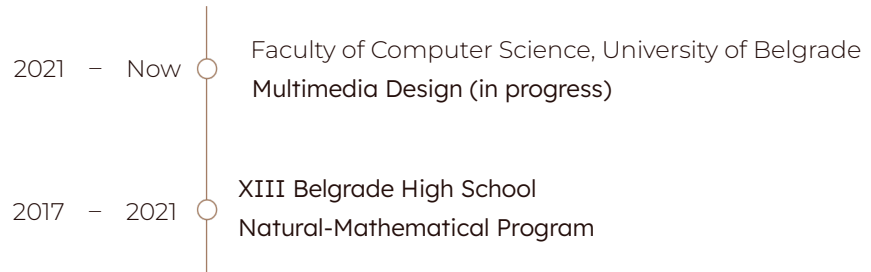 2021 – Now
Faculty of Computer Science, University of Belgrade
Multimedia Design (in progress)
2017 – 2021
XIII Belgrade High School
Natural-Mathematical Program